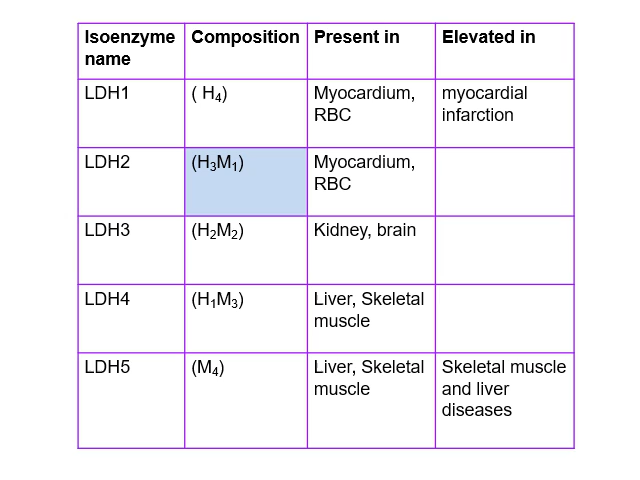 Isoenzyme name Composition Present in Elevated in
LDH1 ( H₄) Myocardium, RBC myocardial infarction
LDH2 (H₃M₁) Myocardium, RBC
LDH3 (H₂M₂) Kidney, brain
LDH4 (H₁M₃) Liver, Skeletal muscle
LDH5 (M₄) Liver, Skeletal muscle Skeletal muscle and liver diseases